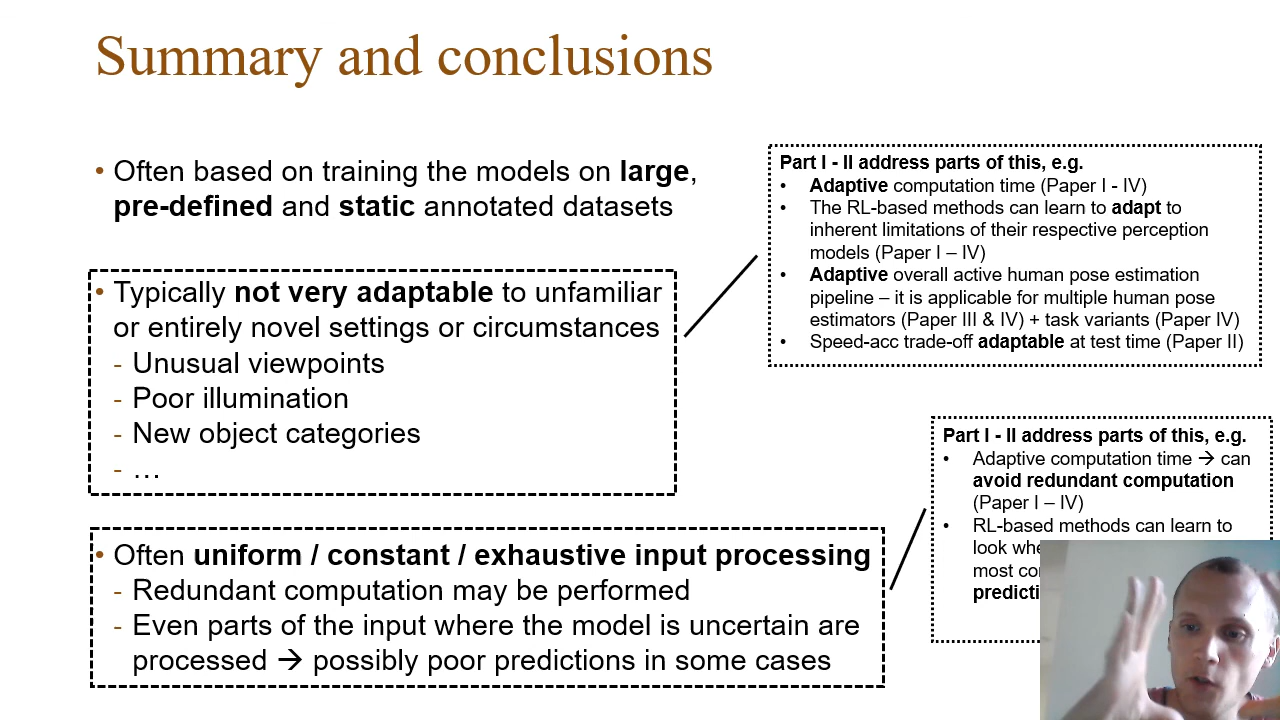 Summary and conclusions
• Often based on training the models on large,
pre-defined and static annotated datasets
• Typically not very adaptable to unfamiliar
or entirely novel settings or circumstances
- Unusual viewpoints
- Poor illumination
- New object categories
- …
• Often uniform / constant / exhaustive input processing
- Redundant computation may be performed
- Even parts of the input where the model is uncertain are
processed → possibly poor predictions in some cases
Part I - II address parts of this, e.g.
• Adaptive computation time (Paper I - IV)
• The RL-based methods can learn to adapt to
inherent limitations of their respective perception
models (Paper I – IV)
• Adaptive overall active human pose estimation
pipeline – it is applicable for multiple human pose
estimators (Paper III & IV) + task variants (Paper IV)
• Speed-acc trade-off adaptable at test time (Paper II)
Part I - II address parts of this, e.g.
• Adaptive computation time → can
avoid redundant computation
(Paper I – IV)
• RL-based methods can learn to
look
most